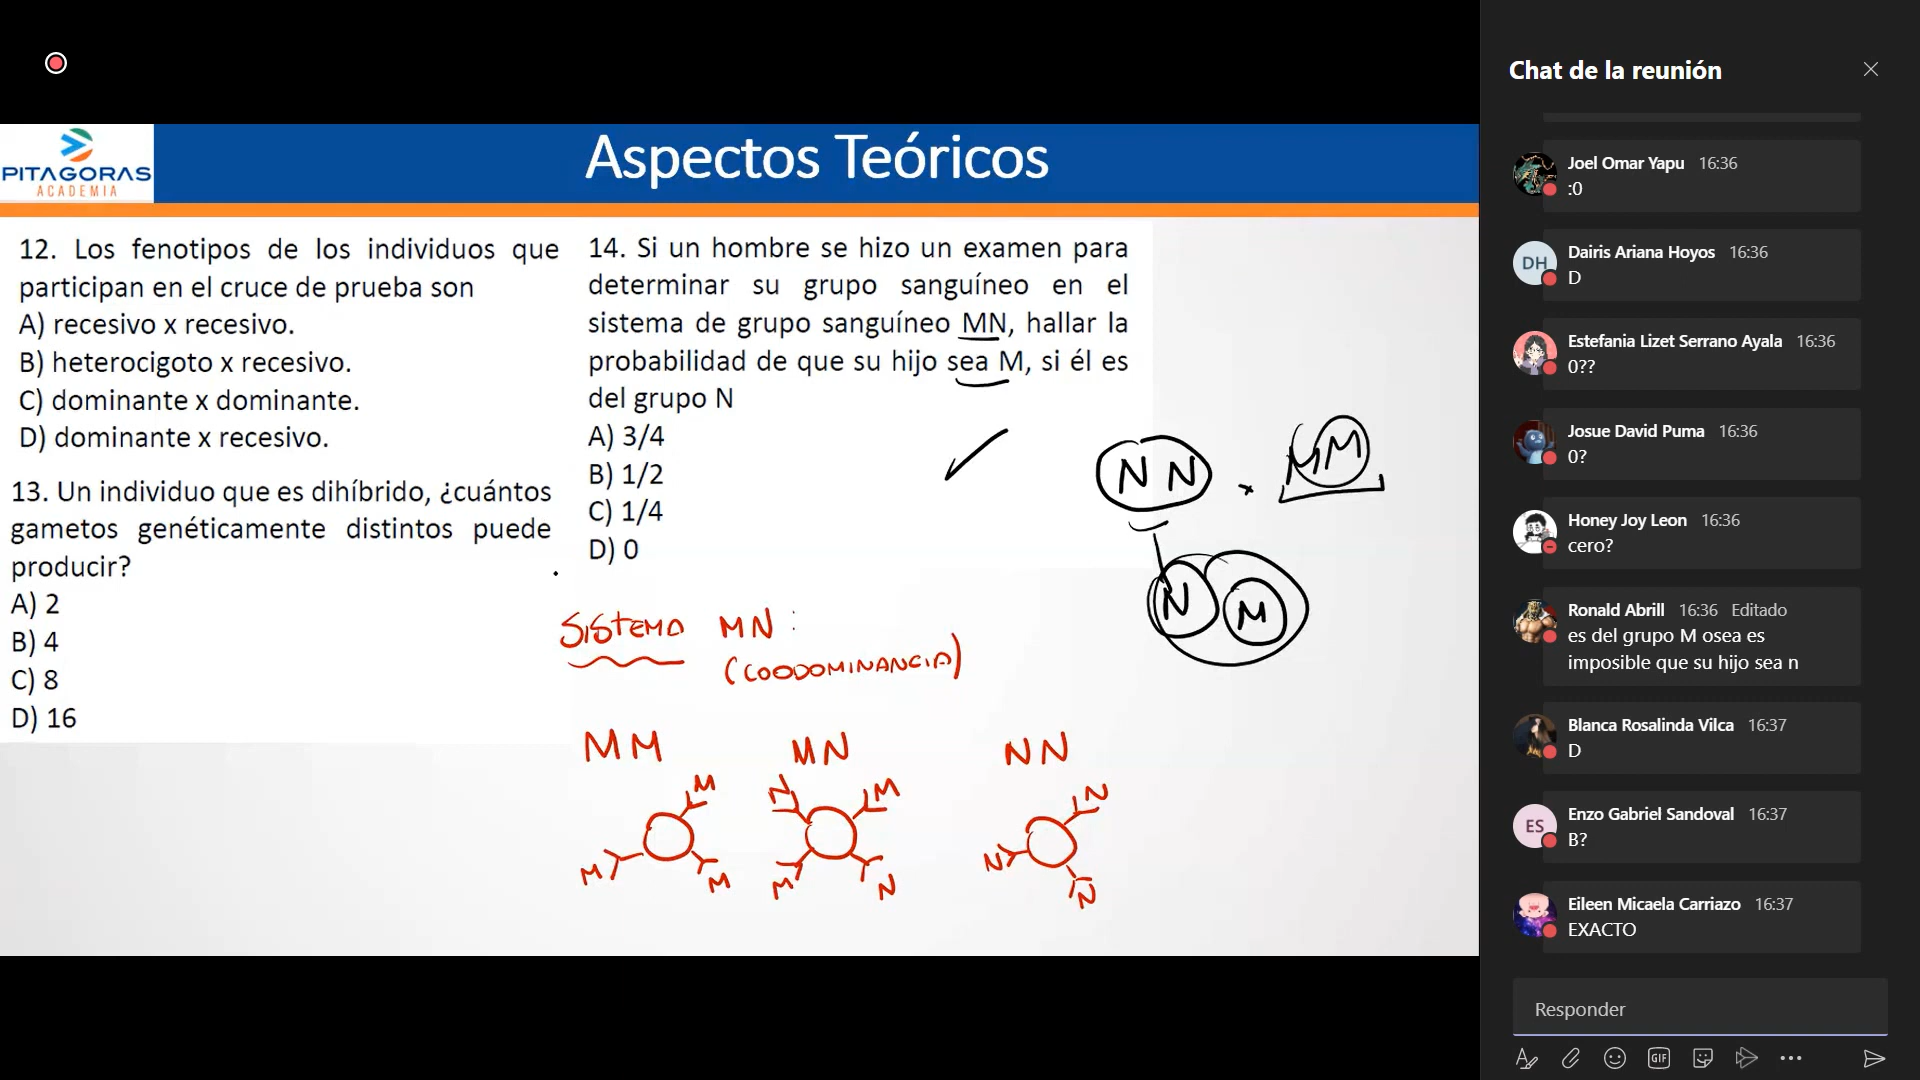 PITAGORAS
ACADEMIA
Aspectos Teóricos
12. Los fenotipos de los individuos que
participan en el cruce de prueba son
A) recesivo x recesivo.
B) heterocigoto x recesivo.
C) dominante x dominante.
D) dominante x recesivo.
13. Un individuo que es dihíbrido, ¿cuántos
gametos genéticamente distintos puede
producir?
A) 2
B) 4
C) 8
D) 16
14. Si un hombre se hizo un examen para
determinar su grupo sanguíneo en el
sistema de grupo sanguíneo MN, hallar la
probabilidad de que su hijo sea M, si él es
del grupo N
A) 3/4
B) 1/2
C) 1/4
D) 0
NN x MM
N M
SISTEMA MN:
(COODOMINANCIA)
MM MN NN
M N M N
M M M N N N
Chat de la reunión
Joel Omar Yapu 16:36
:0
DH Dairis Ariana Hoyos 16:36
D
Estefania Lizet Serrano Ayala 16:36
0??
Josue David Puma 16:36
0?
Honey Joy Leon 16:36
cero?
Ronald Abrill 16:36 Editado
es del grupo M osea es
imposible que su hijo sea n
Blanca Rosalinda Vilca 16:37
D
ES Enzo Gabriel Sandoval 16:37
B?
Eileen Micaela Carriazo 16:37
EXACTO
Responder
GIF